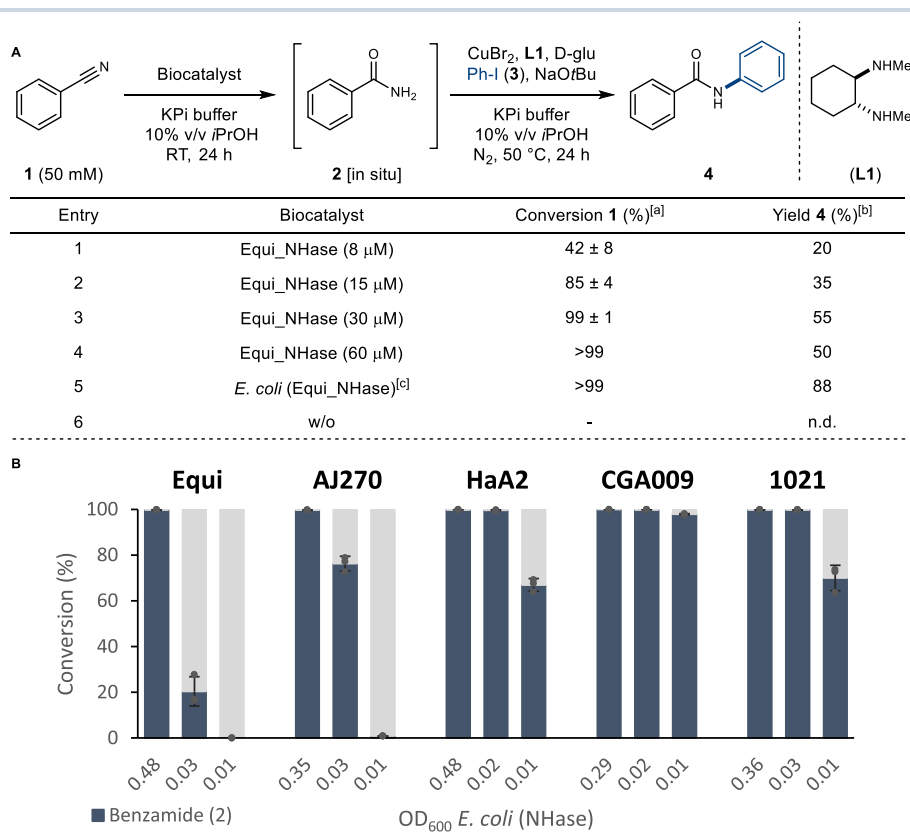 A
N
Biocatalyst
KPi buffer
10% v/v iPrOH
RT, 24 h
1 (50 mM)
O
NH2
2 [in situ]
CuBr2, L1, D-glu
Ph-I (3), NaOtBu
KPi buffer
10% v/v iPrOH
N2, 50 °C, 24 h
O
N
H
4
NHMe
NHMe
(L1)
Entry Biocatalyst Conversion 1 (%)[a] Yield 4 (%)[b]
1 Equi_NHase (8 μM) 42 ± 8 20
2 Equi_NHase (15 μM) 85 ± 4 35
3 Equi_NHase (30 μM) 99 ± 1 55
4 Equi_NHase (60 μM) >99 50
5 E. coli (Equi_NHase)[c] >99 88
6 w/o - n.d.
B
Equi AJ270 HaA2 CGA009 1021
Conversion (%)
100
80
60
40
20
0
0.48 0.03 0.01 0.35 0.03 0.01 0.48 0.02 0.01 0.29 0.02 0.01 0.36 0.03 0.01
Benzamide (2)
OD600 E. coli (NHase)